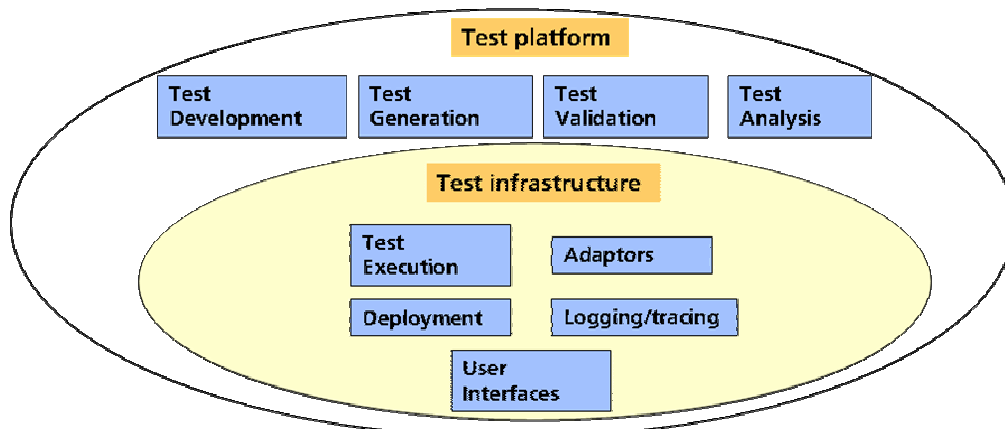 Test platform
Test
Development
Test
Generation
Test
Validation
Test
Analysis
Test infrastructure
Test
Execution
Adaptors
Deployment
Logging/tracing
User
Interfaces